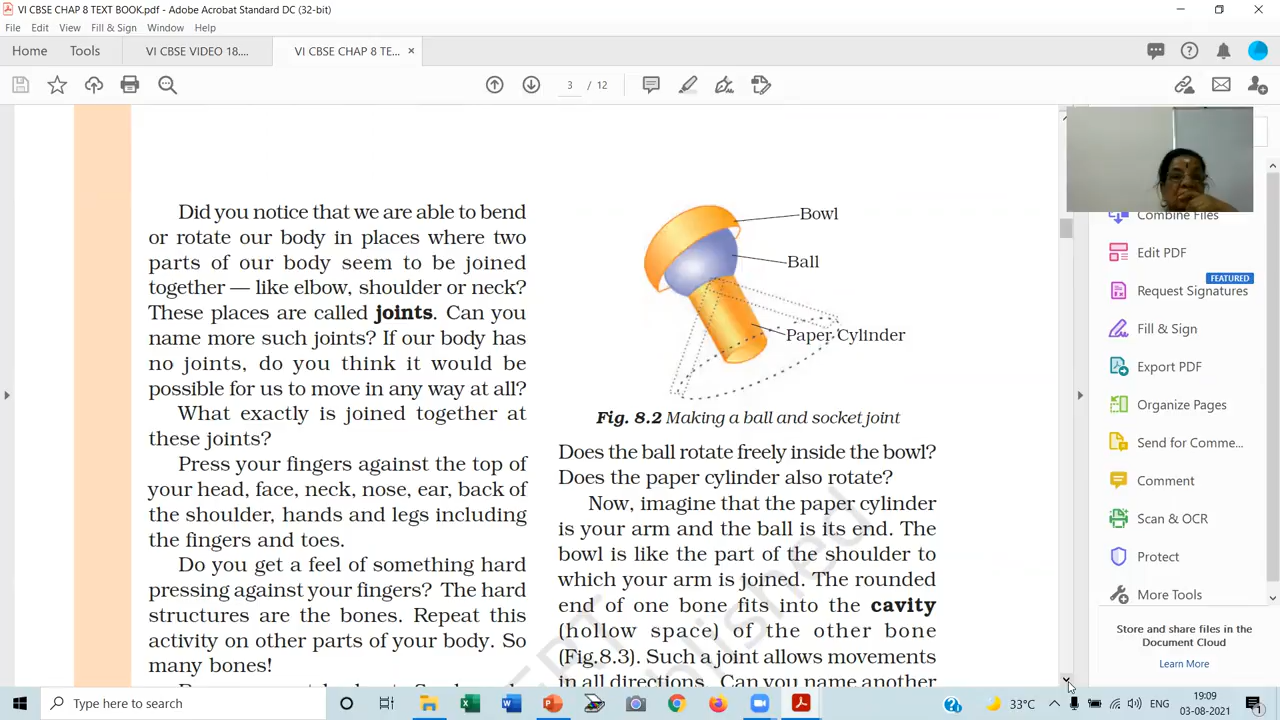 VI CBSE CHAP 8 TEXT BOOK.pdf - Adobe Acrobat Standard DC (32-bit)
File Edit View Fill & Sign Window Help
Home Tools VI CBSE VIDEO 18.... VI CBSE CHAP 8 TE... ×
3 / 12
Did you notice that we are able to bend
or rotate our body in places where two
parts of our body seem to be joined
together — like elbow, shoulder or neck?
These places are called joints. Can you
name more such joints? If our body has
no joints, do you think it would be
possible for us to move in any way at all?
What exactly is joined together at
these joints?
Press your fingers against the top of
your head, face, neck, nose, ear, back of
the shoulder, hands and legs including
the fingers and toes.
Do you get a feel of something hard
pressing against your fingers? The hard
structures are the bones. Repeat this
activity on other parts of your body. So
many bones!
Bowl
Ball
Paper Cylinder
Fig. 8.2 Making a ball and socket joint
Does the ball rotate freely inside the bowl?
Does the paper cylinder also rotate?
Now, imagine that the paper cylinder
is your arm and the ball is its end. The
bowl is like the part of the shoulder to
which your arm is joined. The rounded
end of one bone fits into the cavity
(hollow space) of the other bone
(Fig.8.3). Such a joint allows movements
in all directions. Can you name another
Combine Files
Edit PDF
FEATURED
Request Signatures
Fill & Sign
Export PDF
Organize Pages
Send for Comme...
Comment
Scan & OCR
Protect
More Tools
Store and share files in the
Document Cloud
Learn More
Type here to search
33°C
ENG
19:09
03-08-2021